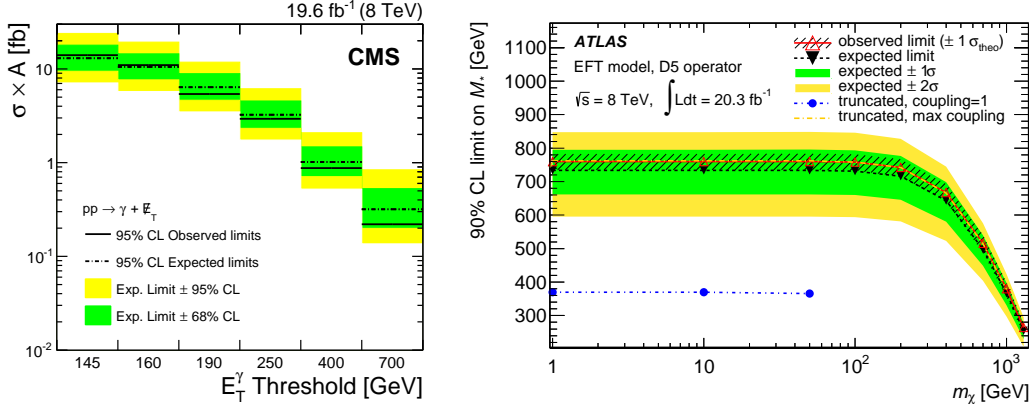 19.6 fb⁻¹ (8 TeV)
CMS
σ × A [fb]
10
1
10⁻¹
10⁻²
pp → γ + E̸_T
95% CL Observed limits
95% CL Expected limits
Exp. Limit ± 95% CL
Exp. Limit ± 68% CL
145 160 190 250 400 700
E_T^γ Threshold [GeV]
90% CL limit on M* [GeV]
1100
1000
900
800
700
600
500
400
300
ATLAS
EFT model, D5 operator
√s = 8 TeV, ∫Ldt = 20.3 fb⁻¹
observed limit (± 1 σ_theo)
expected limit
expected ± 1σ
expected ± 2σ
truncated, coupling=1
truncated, max coupling
1 10 10² 10³
m_χ [GeV]